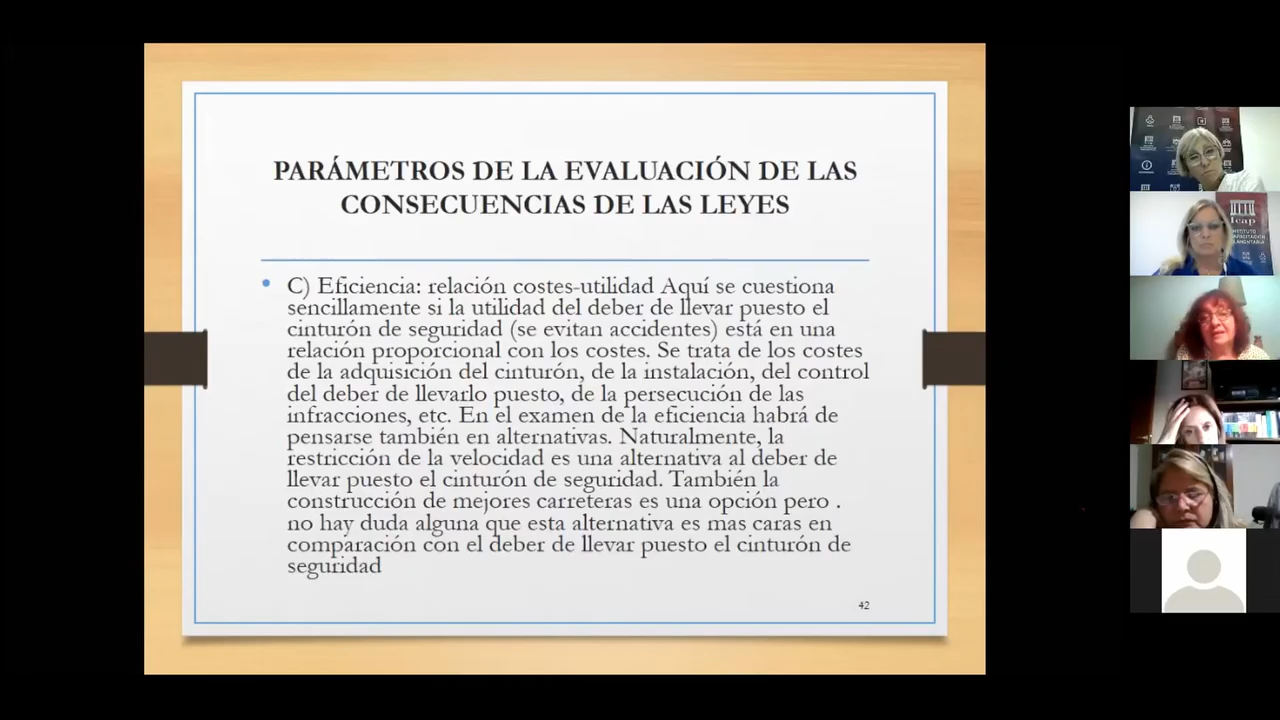 PARÁMETROS DE LA EVALUACIÓN DE LAS
CONSECUENCIAS DE LAS LEYES
• C) Eficiencia: relación costes-utilidad Aquí se cuestiona
sencillamente si la utilidad del deber de llevar puesto el
cinturón de seguridad (se evitan accidentes) está en una
relación proporcional con los costes. Se trata de los costes
de la adquisición del cinturón, de la instalación, del control
del deber de llevarlo puesto, de la persecución de las
infracciones, etc. En el examen de la eficiencia habrá de
pensarse también en alternativas. Naturalmente, la
restricción de la velocidad es una alternativa al deber de
llevar puesto el cinturón de seguridad. También la
construcción de mejores carreteras es una opción pero .
no hay duda alguna que esta alternativa es mas caras en
comparación con el deber de llevar puesto el cinturón de
seguridad
42
Icap